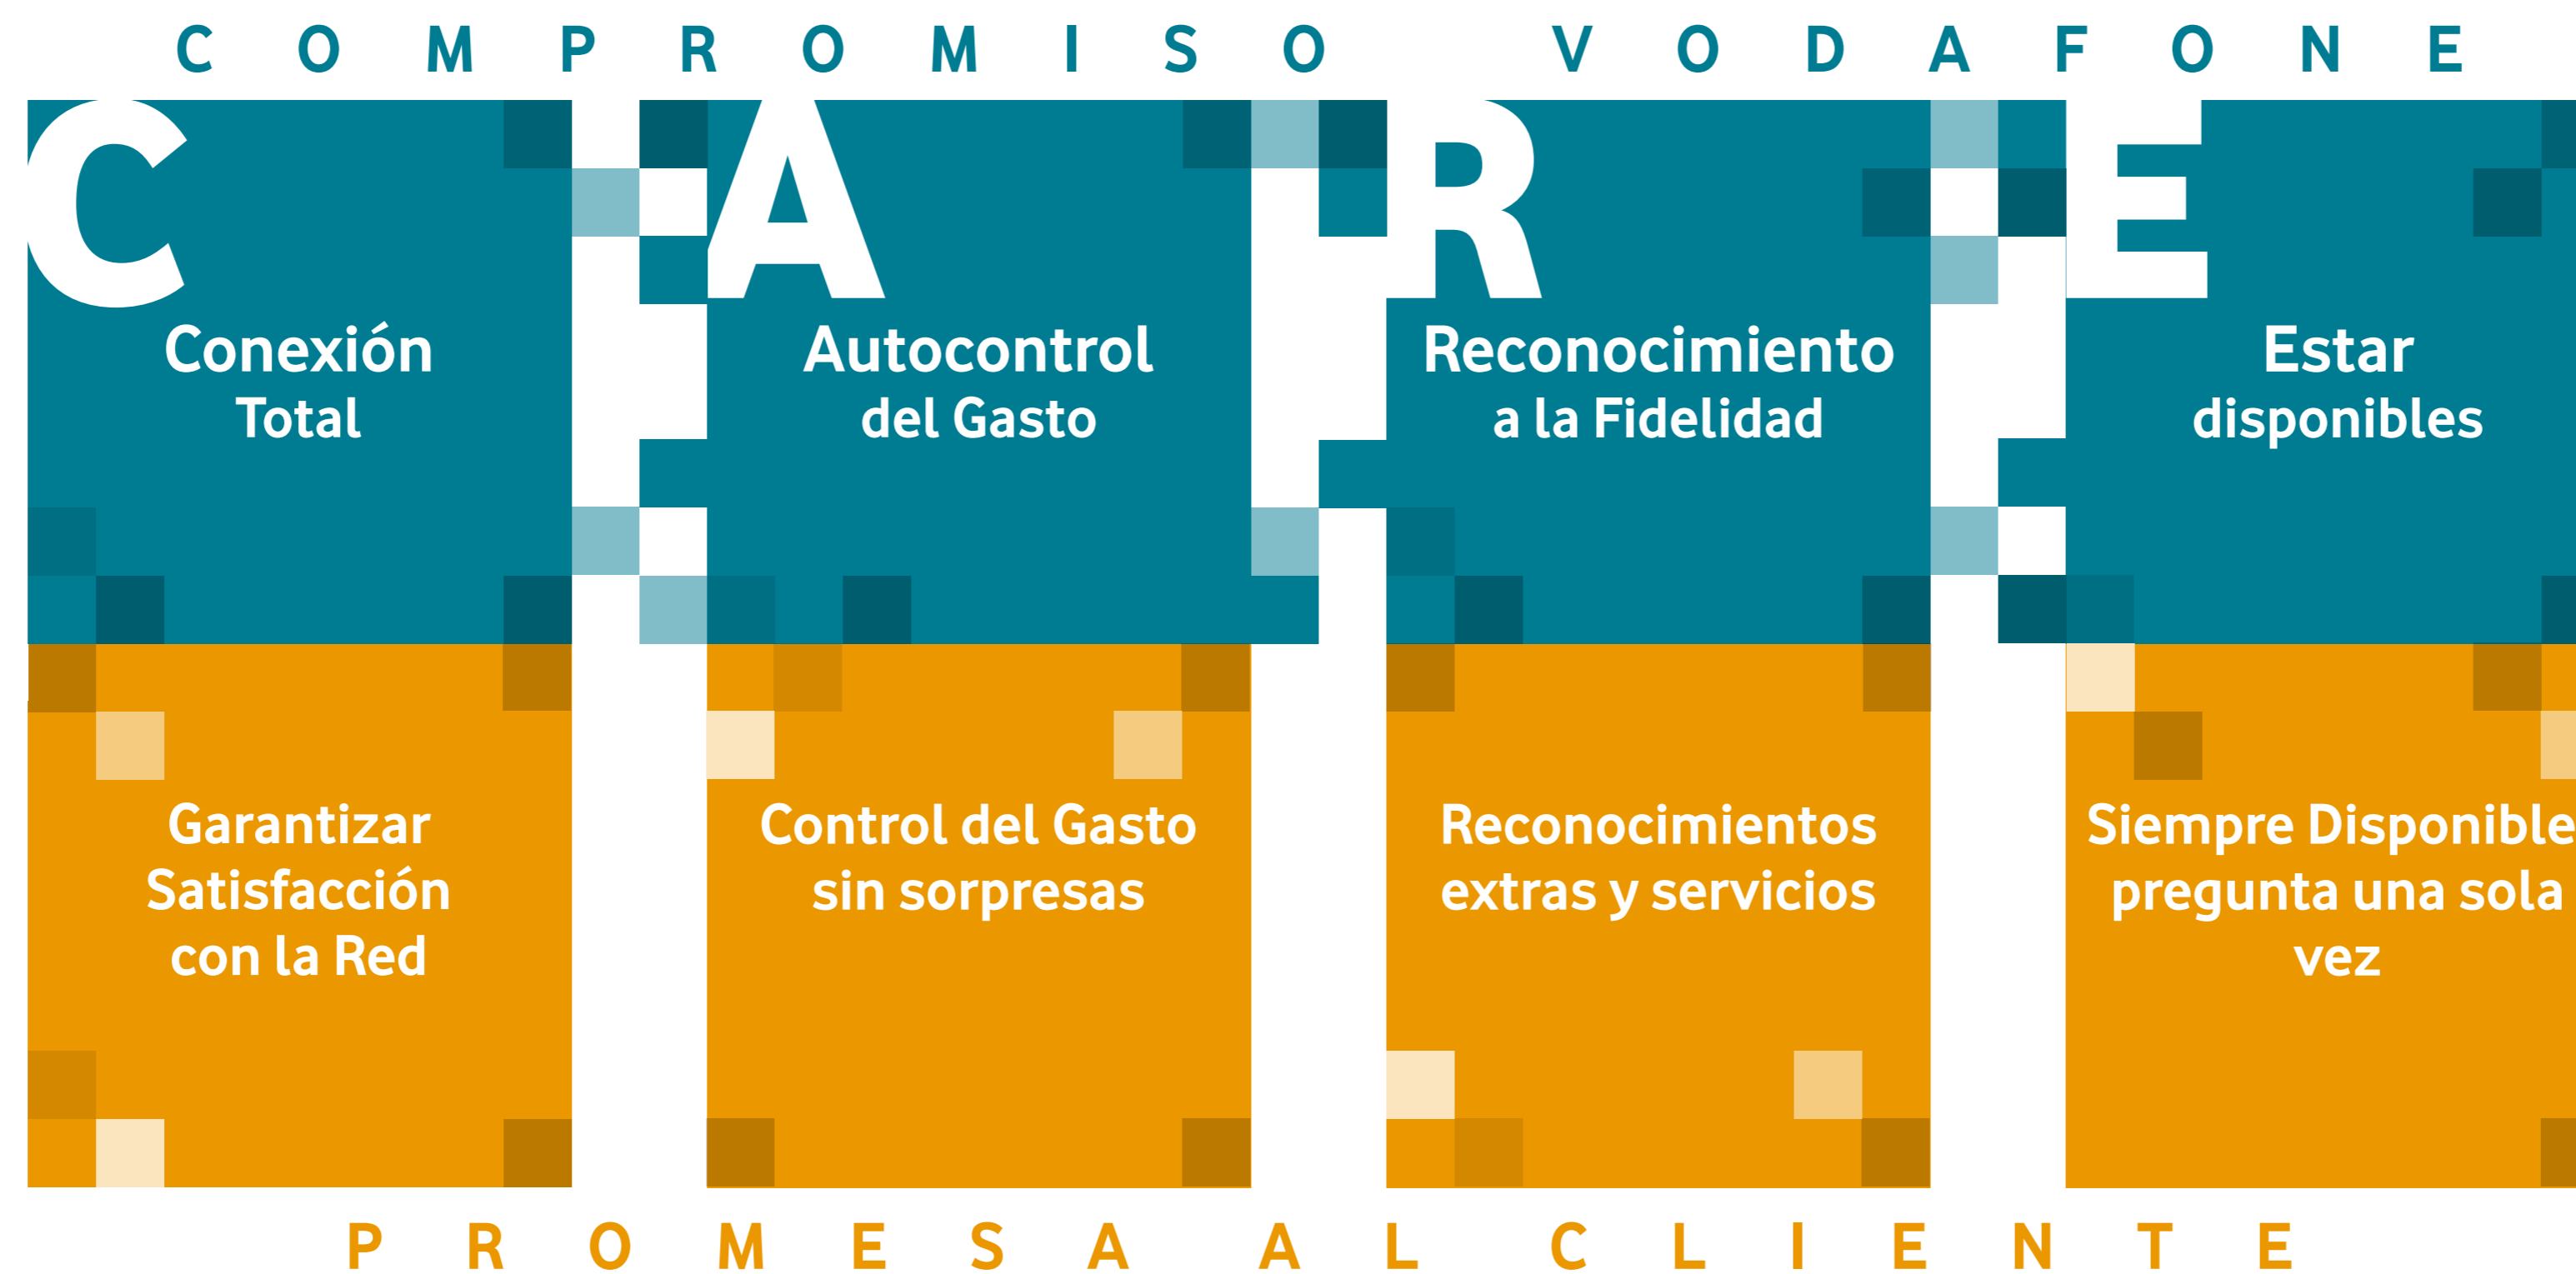 COMPROMISO VODAFONE
C
Conexión
Total
A
Autocontrol
del Gasto
R
Reconocimiento
a la Fidelidad
E
Estar
disponibles
Garantizar
Satisfacción
con la Red
Control del Gasto
sin sorpresas
Reconocimientos
extras y servicios
Siempre Disponible
pregunta una sola
vez
PROMESA AL CLIENTE